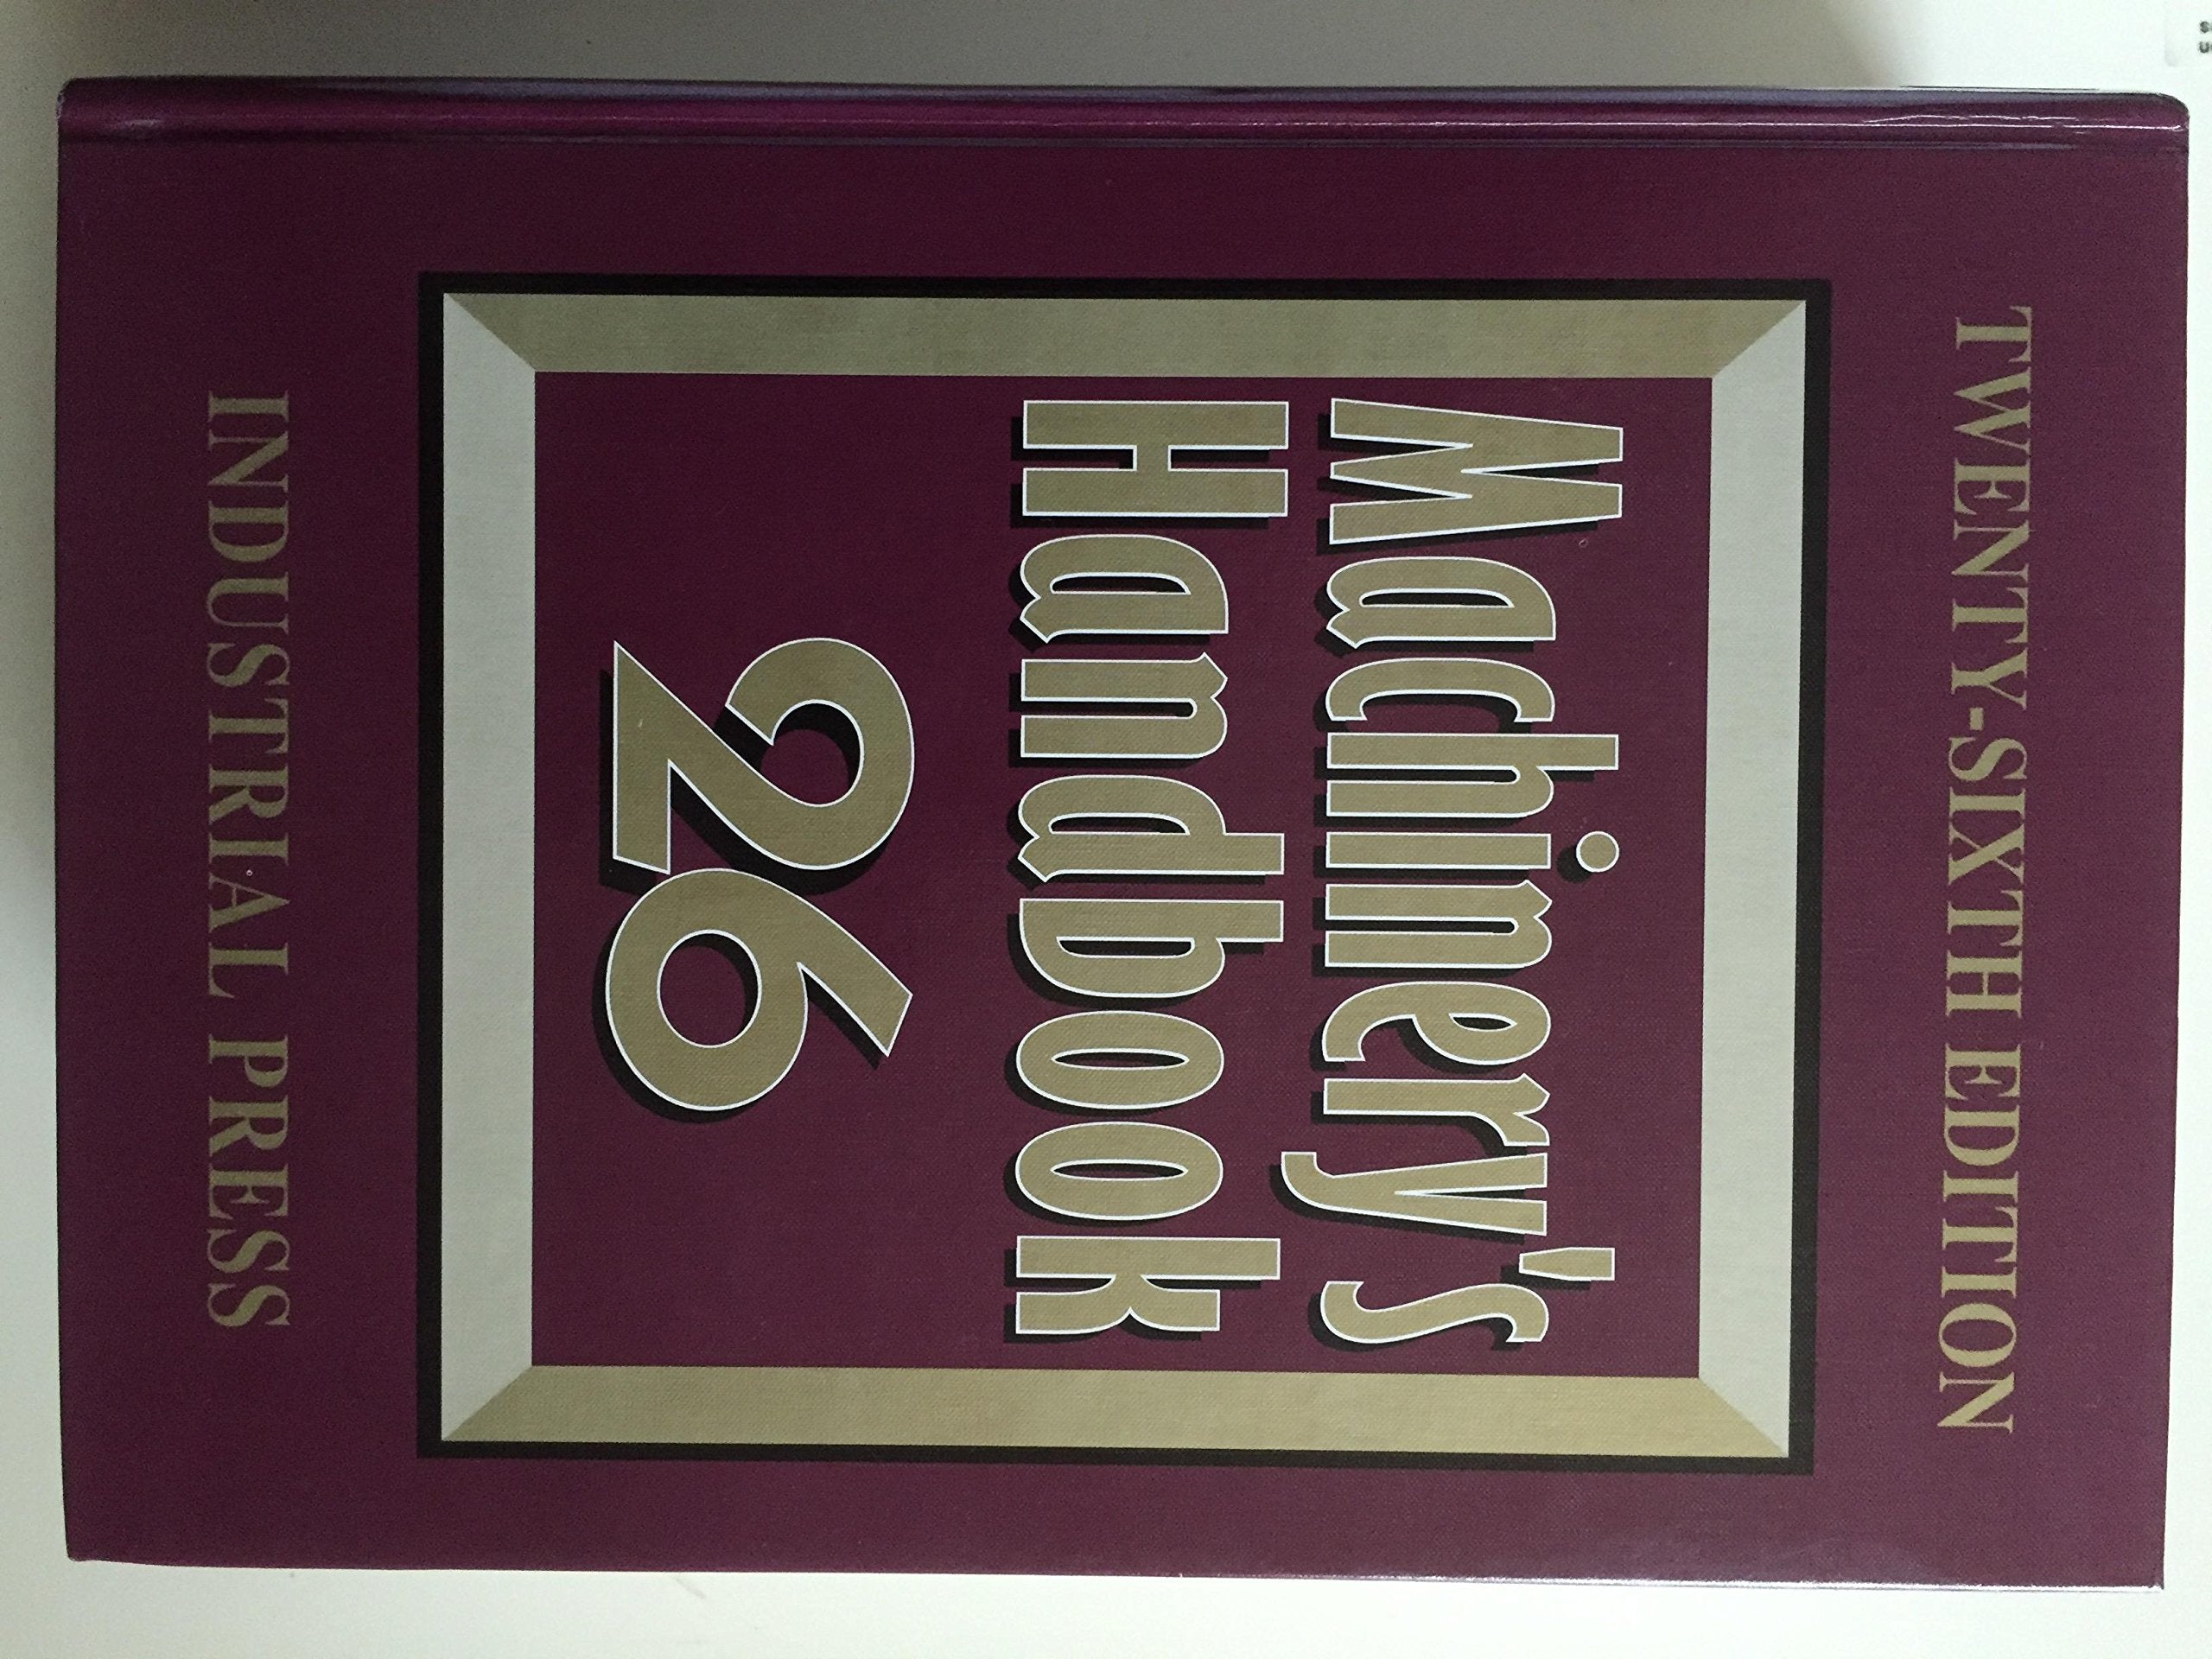 TWENTY-SIXTH EDITION
Machinery's
Handbook
26
INDUSTRIAL PRESS